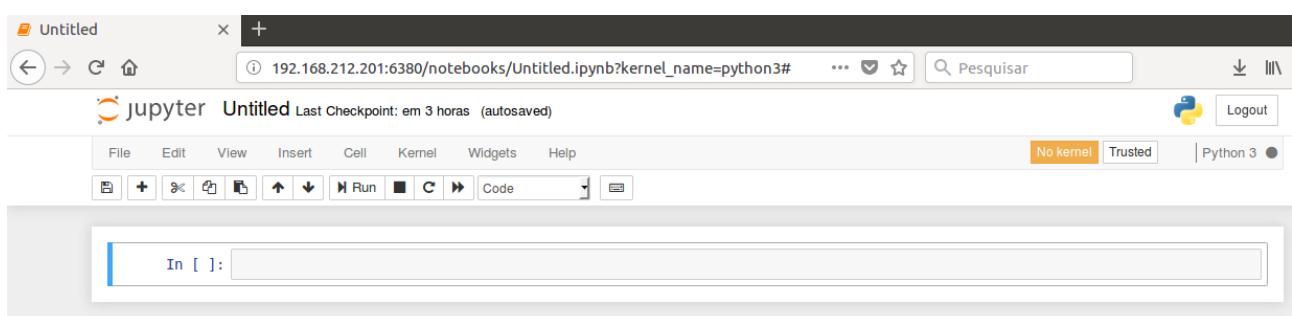 Untitled
192.168.212.201:6380/notebooks/Untitled.ipynb?kernel_name=python3# Pesquisar
jupyter Untitled Last Checkpoint: em 3 horas (autosaved) Logout
File Edit View Insert Cell Kernel Widgets Help No kernel Trusted Python 3
Run Code
In [ ]: